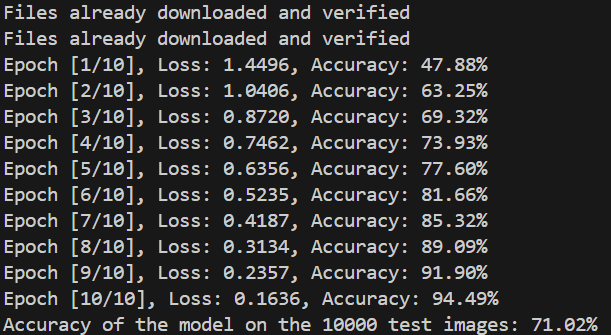 Files already downloaded and verified
Files already downloaded and verified
Epoch [1/10], Loss: 1.4496, Accuracy: 47.88%
Epoch [2/10], Loss: 1.0406, Accuracy: 63.25%
Epoch [3/10], Loss: 0.8720, Accuracy: 69.32%
Epoch [4/10], Loss: 0.7462, Accuracy: 73.93%
Epoch [5/10], Loss: 0.6356, Accuracy: 77.60%
Epoch [6/10], Loss: 0.5235, Accuracy: 81.66%
Epoch [7/10], Loss: 0.4187, Accuracy: 85.32%
Epoch [8/10], Loss: 0.3134, Accuracy: 89.09%
Epoch [9/10], Loss: 0.2357, Accuracy: 91.90%
Epoch [10/10], Loss: 0.1636, Accuracy: 94.49%
Accuracy of the model on the 10000 test images: 71.02%